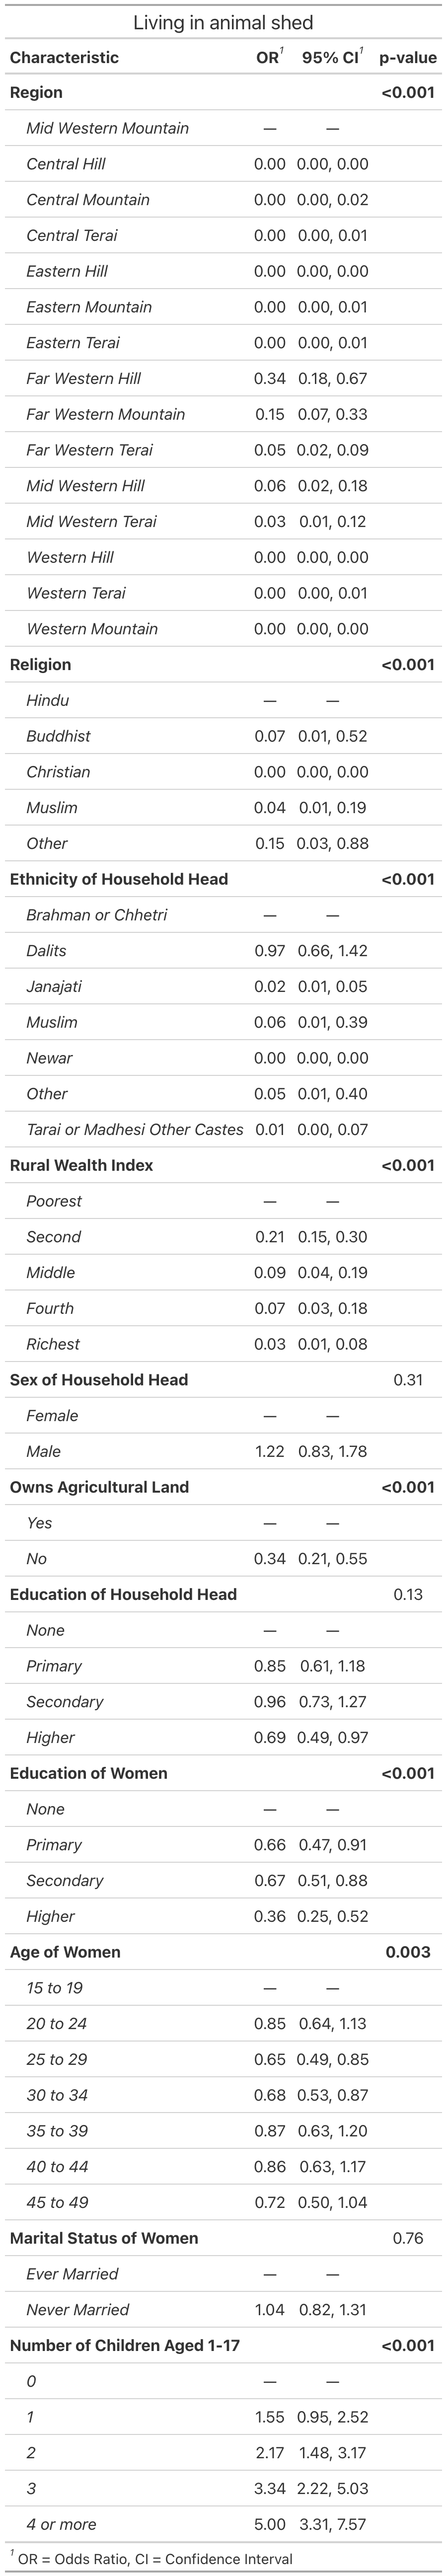 Living in animal shed
Characteristic OR1 95% CI1 p-value
Region <0.001
Mid Western Mountain — —
Central Hill 0.00 0.00, 0.00
Central Mountain 0.00 0.00, 0.02
Central Terai 0.00 0.00, 0.01
Eastern Hill 0.00 0.00, 0.00
Eastern Mountain 0.00 0.00, 0.01
Eastern Terai 0.00 0.00, 0.01
Far Western Hill 0.34 0.18, 0.67
Far Western Mountain 0.15 0.07, 0.33
Far Western Terai 0.05 0.02, 0.09
Mid Western Hill 0.06 0.02, 0.18
Mid Western Terai 0.03 0.01, 0.12
Western Hill 0.00 0.00, 0.00
Western Terai 0.00 0.00, 0.01
Western Mountain 0.00 0.00, 0.00
Religion <0.001
Hindu — —
Buddhist 0.07 0.01, 0.52
Christian 0.00 0.00, 0.00
Muslim 0.04 0.01, 0.19
Other 0.15 0.03, 0.88
Ethnicity of Household Head <0.001
Brahman or Chhetri — —
Dalits 0.97 0.66, 1.42
Janajati 0.02 0.01, 0.05
Muslim 0.06 0.01, 0.39
Newar 0.00 0.00, 0.00
Other 0.05 0.01, 0.40
Tarai or Madhesi Other Castes 0.01 0.00, 0.07
Rural Wealth Index <0.001
Poorest — —
Second 0.21 0.15, 0.30
Middle 0.09 0.04, 0.19
Fourth 0.07 0.03, 0.18
Richest 0.03 0.01, 0.08
Sex of Household Head 0.31
Female — —
Male 1.22 0.83, 1.78
Owns Agricultural Land <0.001
Yes — —
No 0.34 0.21, 0.55
Education of Household Head 0.13
None — —
Primary 0.85 0.61, 1.18
Secondary 0.96 0.73, 1.27
Higher 0.69 0.49, 0.97
Education of Women <0.001
None — —
Primary 0.66 0.47, 0.91
Secondary 0.67 0.51, 0.88
Higher 0.36 0.25, 0.52
Age of Women 0.003
15 to 19 — —
20 to 24 0.85 0.64, 1.13
25 to 29 0.65 0.49, 0.85
30 to 34 0.68 0.53, 0.87
35 to 39 0.87 0.63, 1.20
40 to 44 0.86 0.63, 1.17
45 to 49 0.72 0.50, 1.04
Marital Status of Women 0.76
Ever Married — —
Never Married 1.04 0.82, 1.31
Number of Children Aged 1-17 <0.001
0 — —
1 1.55 0.95, 2.52
2 2.17 1.48, 3.17
3 3.34 2.22, 5.03
4 or more 5.00 3.31, 7.57
1 OR = Odds Ratio, CI = Confidence Interval